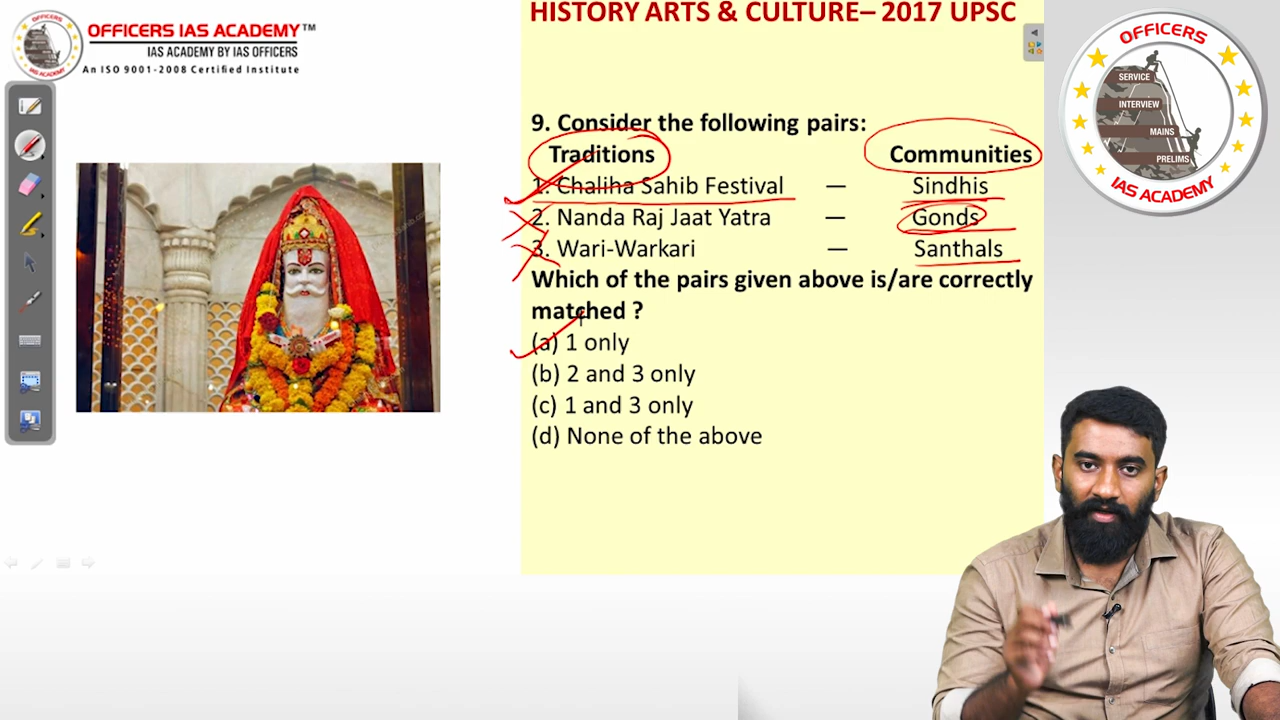 OFFICERS IAS ACADEMY™
IAS ACADEMY BY IAS OFFICERS
An ISO 9001-2008 Certified Institute
HISTORY ARTS & CULTURE– 2017 UPSC
9. Consider the following pairs:
Traditions Communities
1. Chaliha Sahib Festival — Sindhis
2. Nanda Raj Jaat Yatra — Gonds
3. Wari-Warkari — Santhals
Which of the pairs given above is/are correctly
matched ?
(a) 1 only
(b) 2 and 3 only
(c) 1 and 3 only
(d) None of the above
OFFICERS
SERVICE
INTERVIEW
MAINS
PRELIMS
IAS ACADEMY